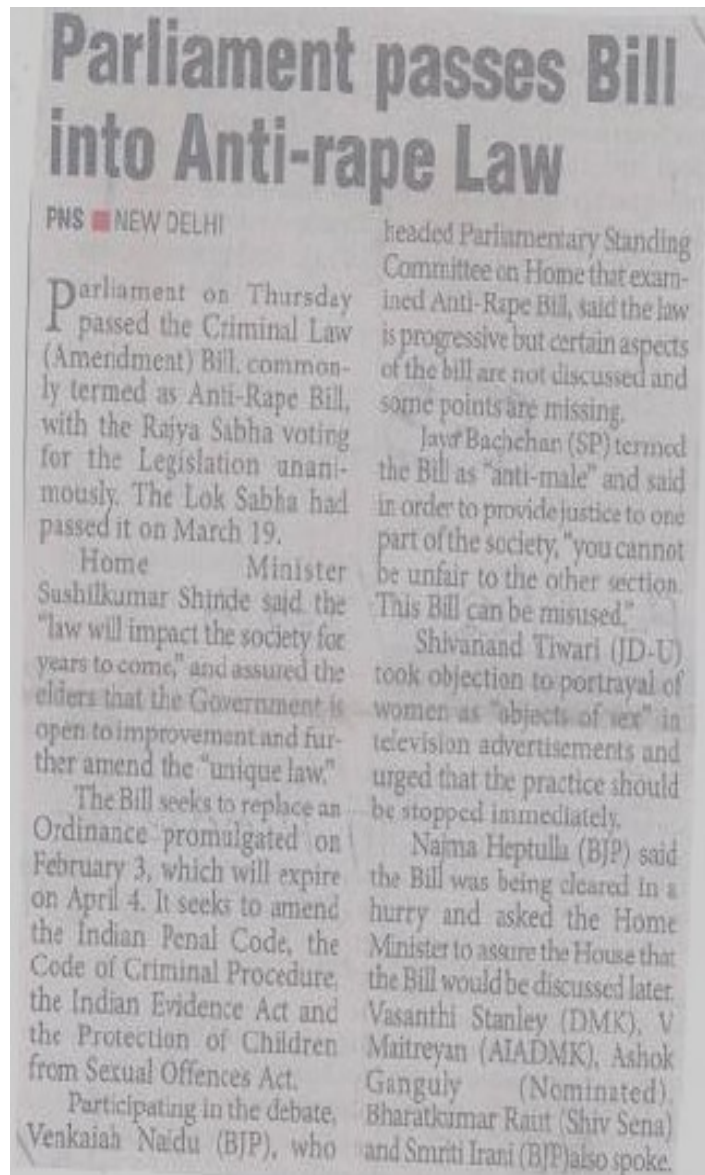 Parliament passes Bill
into Anti-rape Law
PNS ■ NEW DELHI
Parliament on Thursday
passed the Criminal Law
(Amendment) Bill, common-
ly termed as Anti-Rape Bill,
with the Rajya Sabha voting
for the Legislation unani-
mously. The Lok Sabha had
passed it on March 19.
Home Minister
Sushilkumar Shinde said the
"law will impact the society for
years to come," and assured the
elders that the Government is
open to improvement and fur-
ther amend the "unique law."
The Bill seeks to replace an
Ordinance promulgated on
February 3, which will expire
on April 4. It seeks to amend
the Indian Penal Code, the
Code of Criminal Procedure,
the Indian Evidence Act and
the Protection of Children
from Sexual Offences Act.
Participating in the debate,
Venkaiah Naidu (BJP), who
headed Parliamentary Standing
Committee on Home that exam-
ined Anti-Rape Bill, said the law
is progressive but certain aspects
of the bill are not discussed and
some points are missing.
Jaya Bachchan (SP) termed
the Bill as "anti-male" and said
in order to provide justice to one
part of the society, "you cannot
be unfair to the other section.
This Bill can be misused."
Shivanand Tiwari (JD-U)
took objection to portrayal of
women as "objects of sex" in
television advertisements and
urged that the practice should
be stopped immediately.
Najma Heptulla (BJP) said
the Bill was being cleared in a
hurry and asked the Home
Minister to assure the House that
the Bill would be discussed later.
Vasanthi Stanley (DMK), V
Maitreyan (AIADMK), Ashok
Ganguly (Nominated),
Bharatkumar Raut (Shiv Sena)
and Smriti Irani (BJP)also spoke.